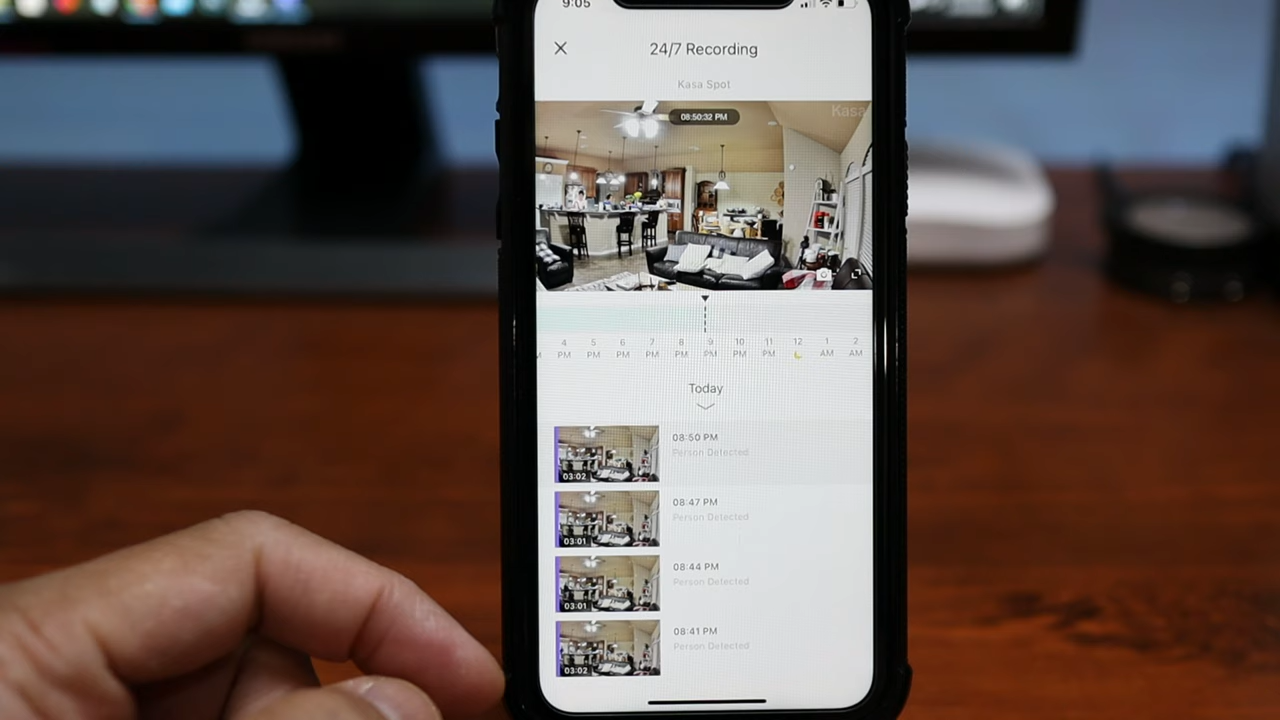 9:05
24/7 Recording
Kasa Spot
Kasa
08:50:32 PM
4 5 6 7 8 9 10 11 12 1 2
M PM PM PM PM PM PM PM PM AM AM
Today
08:50 PM
Person Detected
03:02
08:47 PM
Person Detected
03:01
08:44 PM
Person Detected
03:01
08:41 PM
Person Detected
03:02